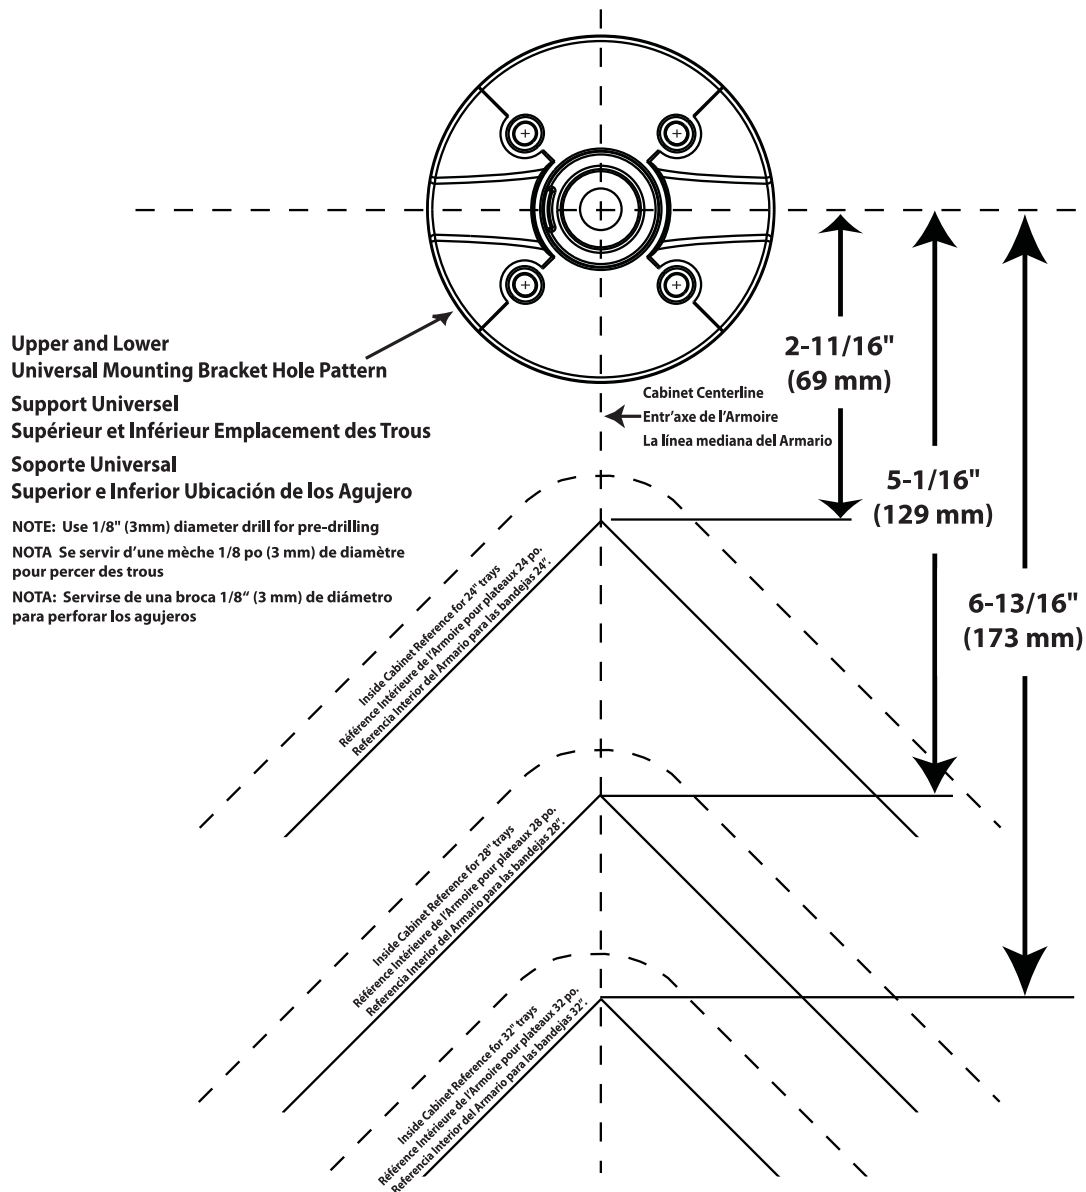 Upper and Lower
Universal Mounting Bracket Hole Pattern
Support Universel
Supérieur et Inférieur Emplacement des Trous
Soporte Universal
Superior e Inferior Ubicación de los Agujero
NOTE: Use 1/8" (3mm) diameter drill for pre-drilling
NOTA Se servir d'une mèche 1/8 po (3 mm) de diamètre
pour percer des trous
NOTA: Servirse de una broca 1/8“ (3 mm) de diámetro
para perforar los agujeros
Cabinet Centerline
Entr'axe de l'Armoire
La línea mediana del Armario
2-11/16"
(69 mm)
5-1/16"
(129 mm)
6-13/16"
(173 mm)
Inside Cabinet Reference for 24" trays
Référence Intérieure de l'Armoire pour plateaux 24 po.
Referencia Interior del Armario para las bandejas 24”.
Inside Cabinet Reference for 28" trays
Référence Intérieure de l'Armoire pour plateaux 28 po.
Referencia Interior del Armario para las bandejas 28”.
Inside Cabinet Reference for 32" trays
Référence Intérieure de l'Armoire pour plateaux 32 po.
Referencia Interior del Armario para las bandejas 32”.